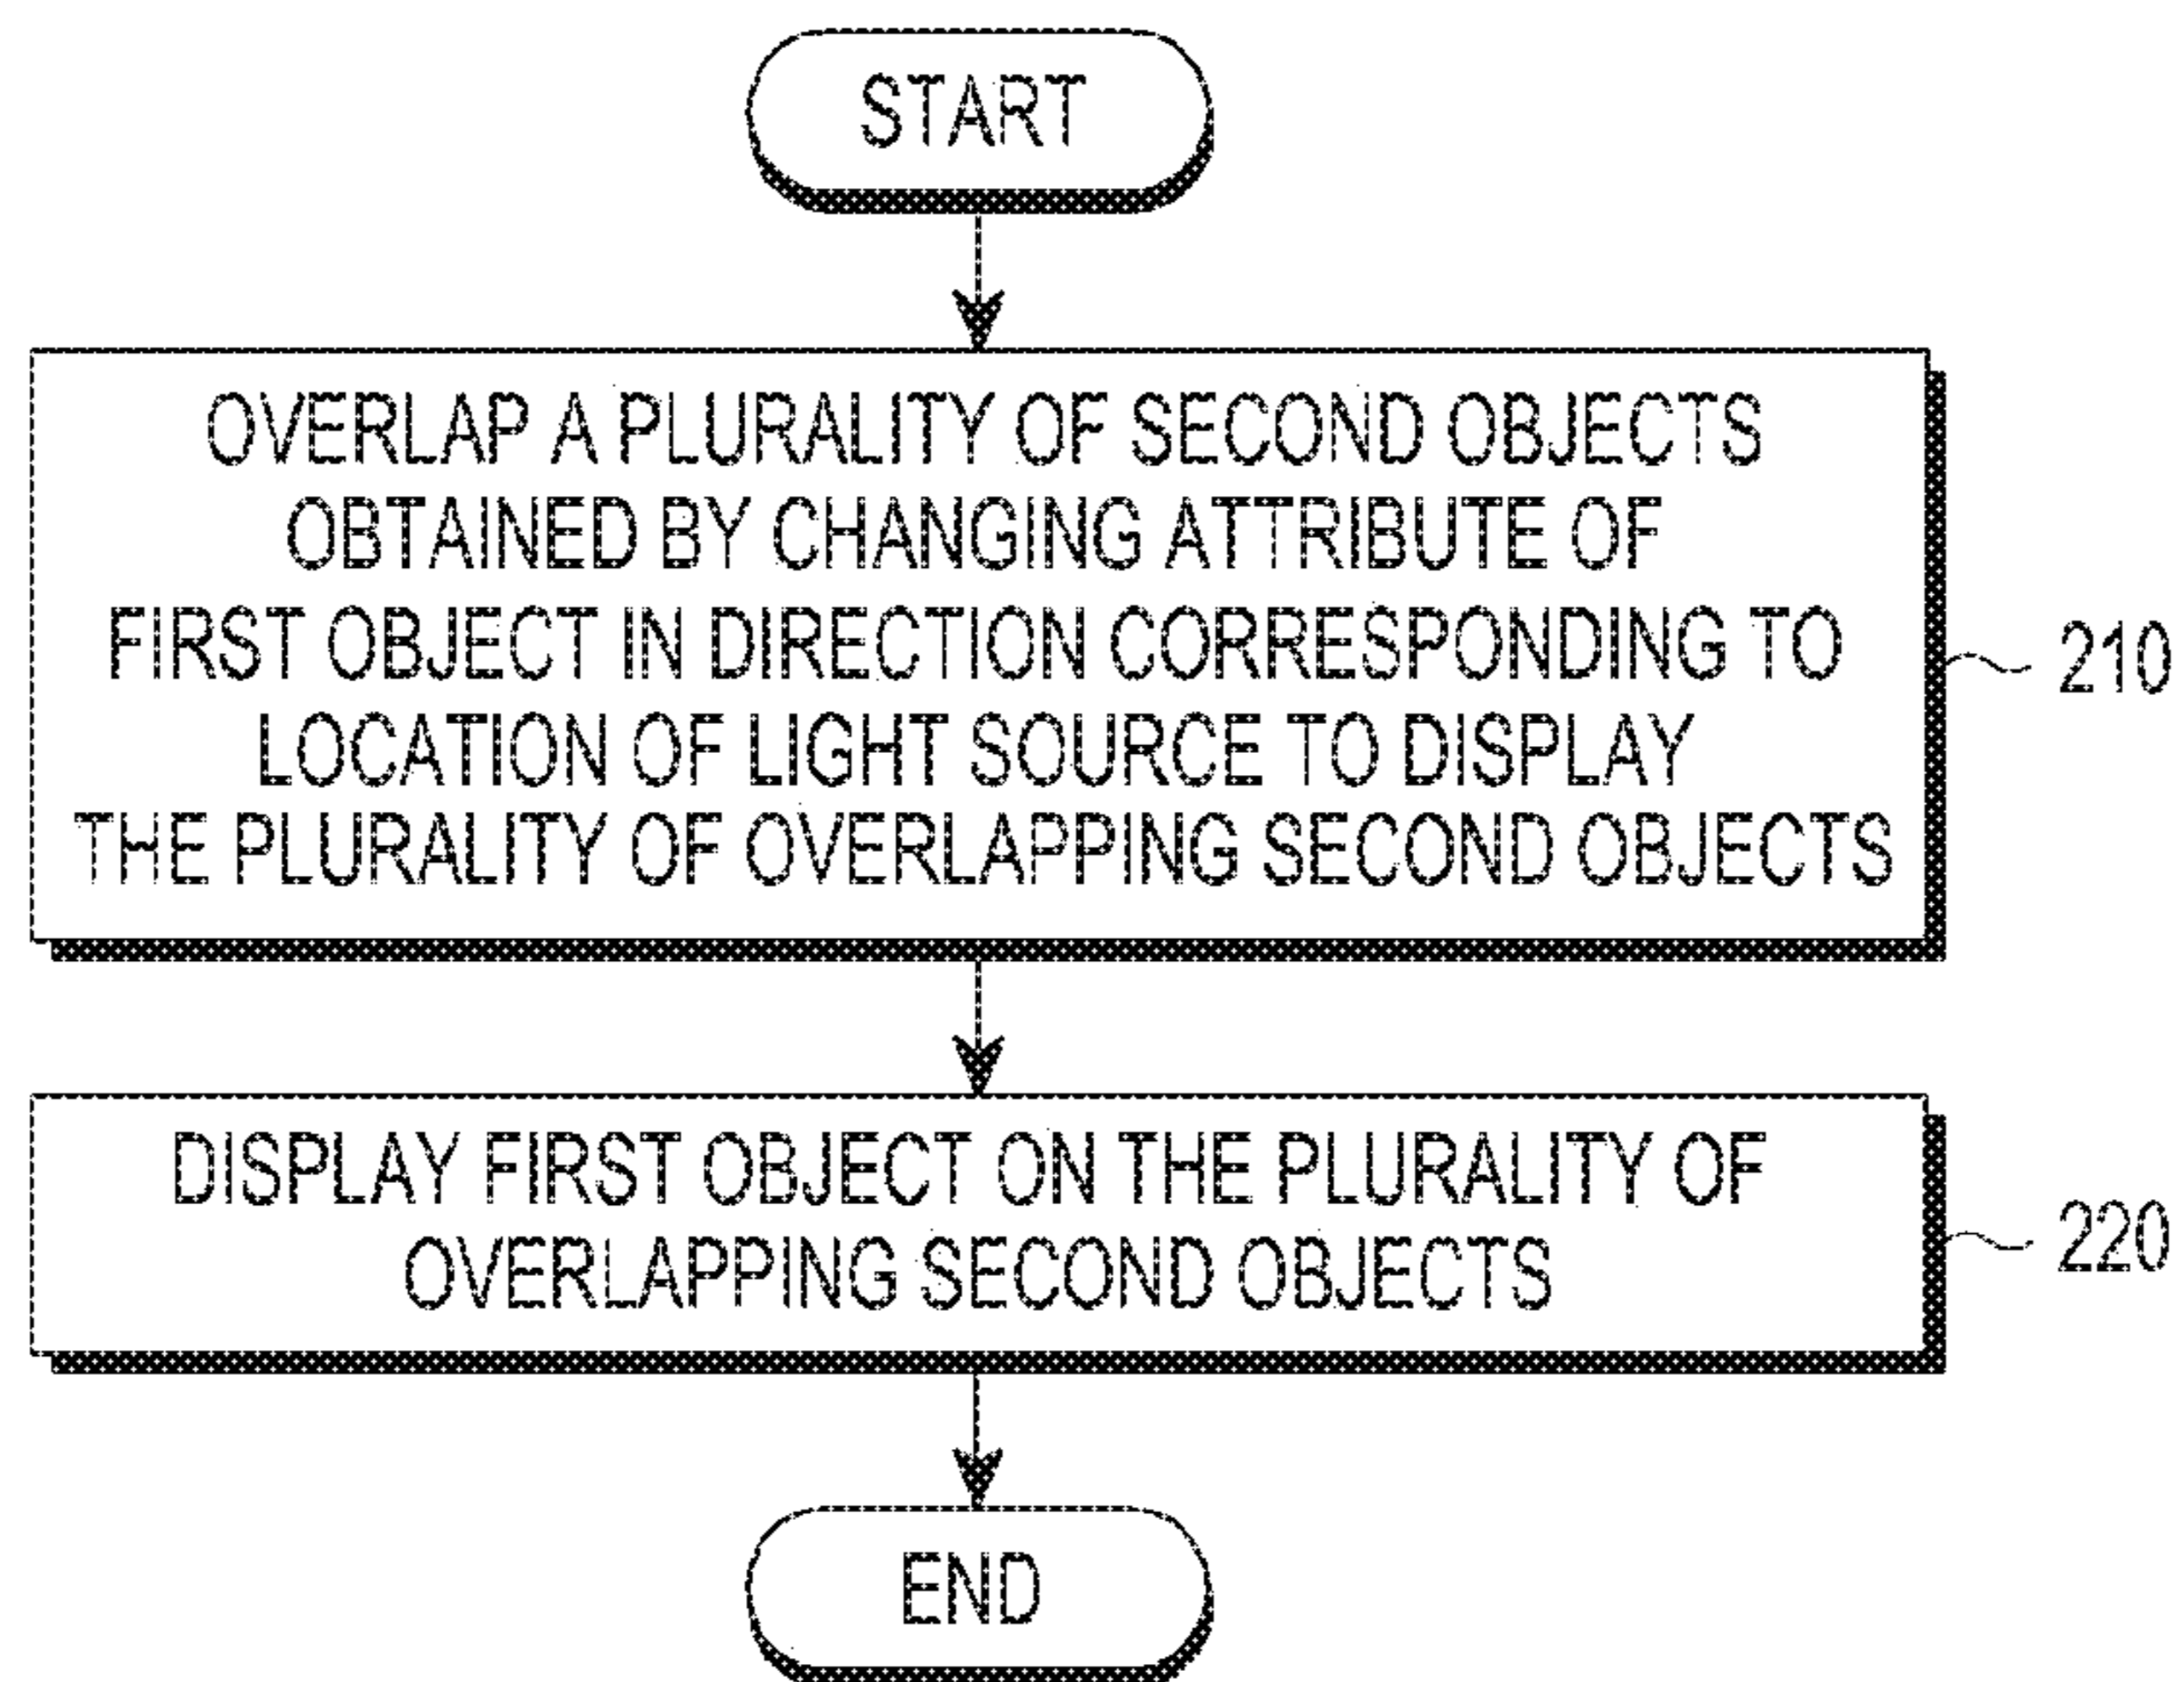 START
OVERLAP A PLURALITY OF SECOND OBJECTS
OBTAINED BY CHANGING ATTRIBUTE OF
FIRST OBJECT IN DIRECTION CORRESPONDING TO
LOCATION OF LIGHT SOURCE TO DISPLAY
THE PLURALITY OF OVERLAPPING SECOND OBJECTS
210
DISPLAY FIRST OBJECT ON THE PLURALITY OF
OVERLAPPING SECOND OBJECTS
220
END